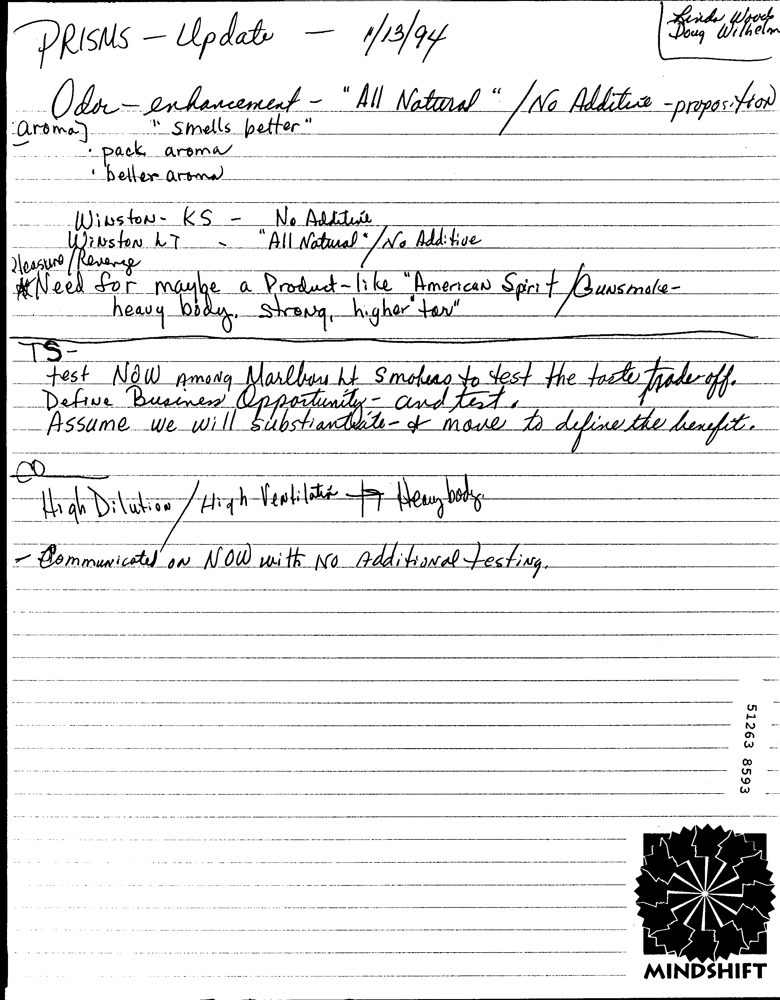 PRISMS - Update - 1/13/94
Linda Woods
Doug Wilhelm
Odor - enhancement - "All Natural" / No Additive - proposition
aroma] "smells better"
· pack aroma
· better aroma
Winston - KS - No Additive
Winston LT - "All Natural" / No Additive
Pleasure / Revenge
* Need for maybe a Product - like "American Spirit / Gunsmoke -
heavy body, strong, higher "tar"
TS -
test NOW among Marlboro Lt Smokers to test the taste trade off.
Define Business Opportunity - and test.
Assume we will substantiate - & move to define the benefit.
High Dilution / High Ventilation → Heavy body.
- Communicated on NOW with No Additional testing.
51263 8593
MINDSHIFT